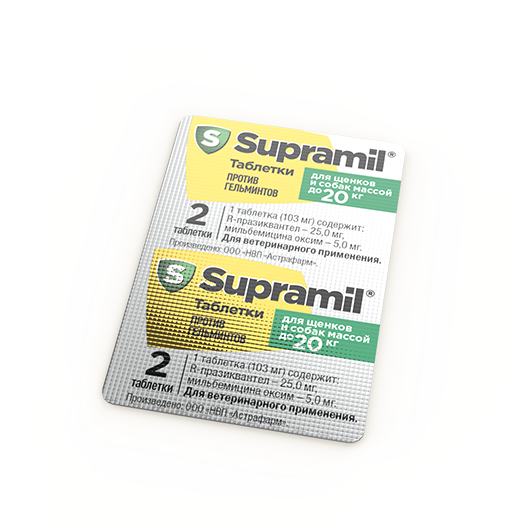 S Supramil®
Таблетки
ПРОТИВ
ГЕЛЬМИНТОВ
для щенков
и собак массой
до 20 кг
2
таблетки
1 таблетка (103 мг) содержит:
R-празиквантел – 25,0 мг,
мильбемицина оксим – 5,0 мг.
Для ветеринарного применения.
Произведено: ООО «НВП «Астрафарм».
S Supramil®
Таблетки
ПРОТИВ
ГЕЛЬМИНТОВ
для щенков
и собак массой
до 20 кг
2
таблетки
1 таблетка (103 мг) содержит:
R-празиквантел – 25,0 мг,
мильбемицина оксим – 5,0 мг.
Для ветеринарного применения.
Произведено: ООО «НВП «Астрафарм»